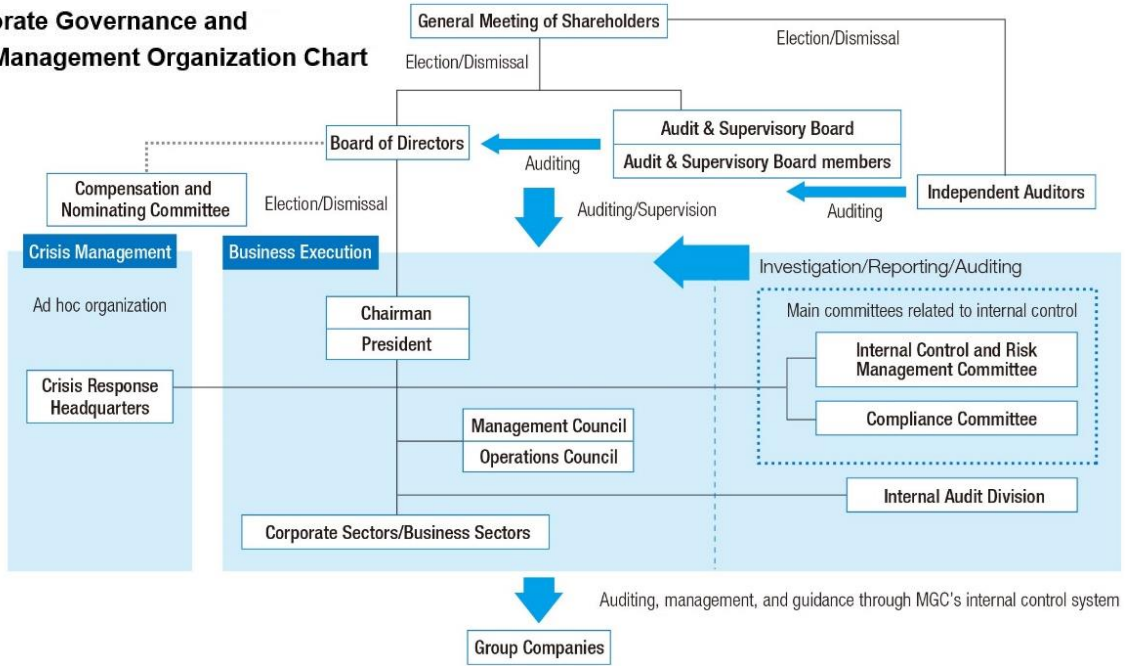 orate Governance and
Management Organization Chart
General Meeting of Shareholders
Election/Dismissal
Election/Dismissal
Board of Directors
Auditing
Audit & Supervisory Board
Audit & Supervisory Board members
Compensation and
Nominating Committee
Election/Dismissal
Auditing/Supervision
Auditing
Independent Auditors
Crisis Management
Business Execution
Investigation/Reporting/Auditing
Ad hoc organization
Chairman
President
Main committees related to internal control
Internal Control and Risk
Management Committee
Crisis Response
Headquarters
Compliance Committee
Management Council
Operations Council
Internal Audit Division
Corporate Sectors/Business Sectors
Auditing, management, and guidance through MGC's internal control system
Group Companies